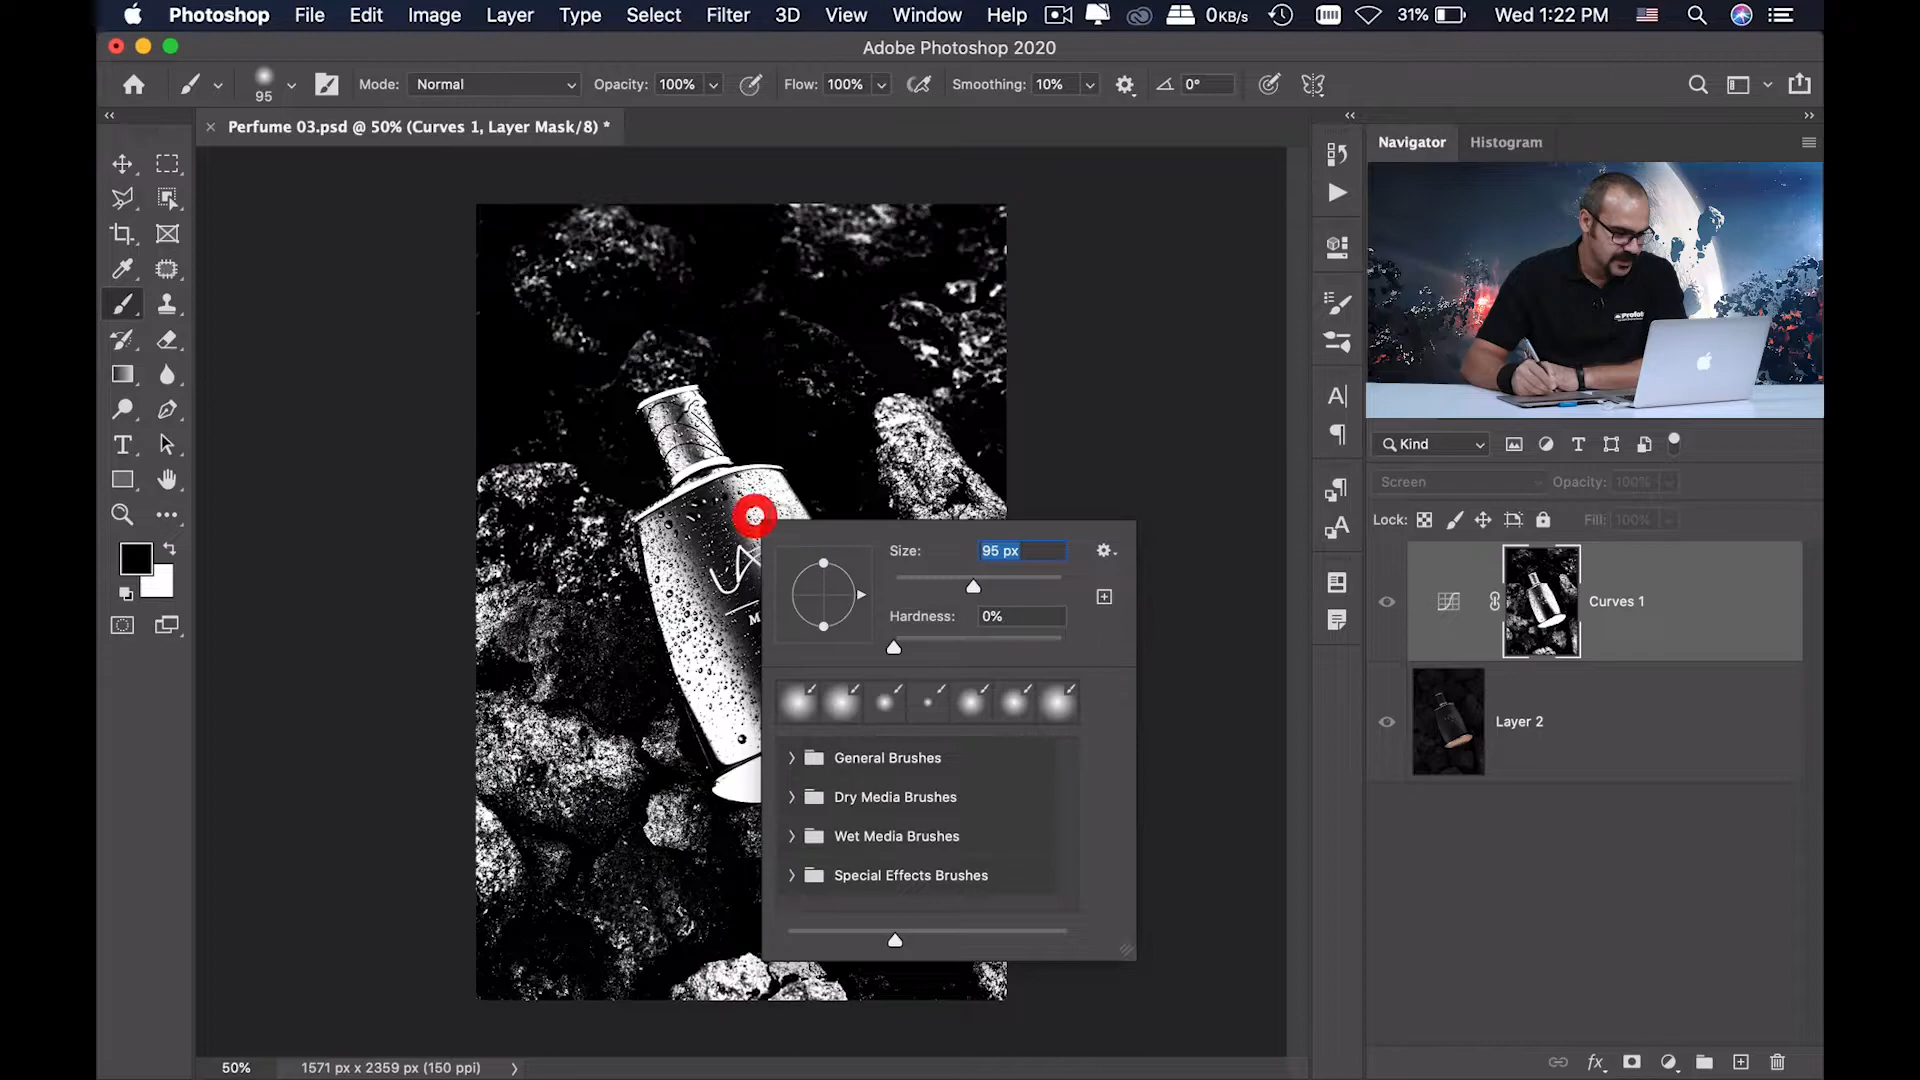 Photoshop File Edit Image Layer Type Select Filter 3D View Window Help 0KB/s 31% Wed 1:22 PM
Adobe Photoshop 2020
95 Mode: Normal Opacity: 100% Flow: 100% Smoothing: 10% 0°
Perfume 03.psd @ 50% (Curves 1, Layer Mask/8) *
Navigator Histogram
Profoto
Kind
Screen Opacity: 100%
Lock: Fill: 100%
Size: 95 px
Hardness: 0%
General Brushes
Dry Media Brushes
Wet Media Brushes
Special Effects Brushes
Curves 1
Layer 2
50% 1571 px x 2359 px (150 ppi)